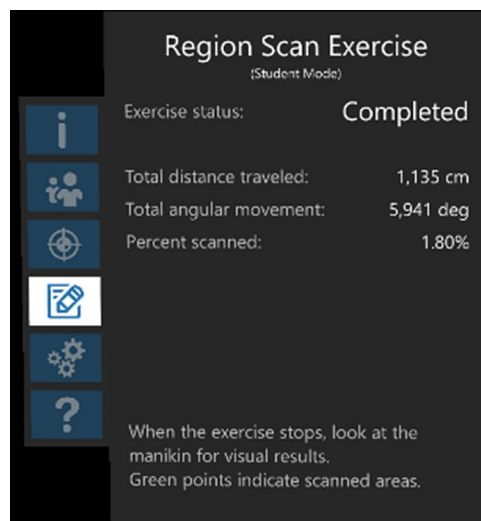 Region Scan Exercise
(Student Mode)
Exercise status: Completed
Total distance traveled: 1,135 cm
Total angular movement: 5,941 deg
Percent scanned: 1.80%
When the exercise stops, look at the
manikin for visual results.
Green points indicate scanned areas.